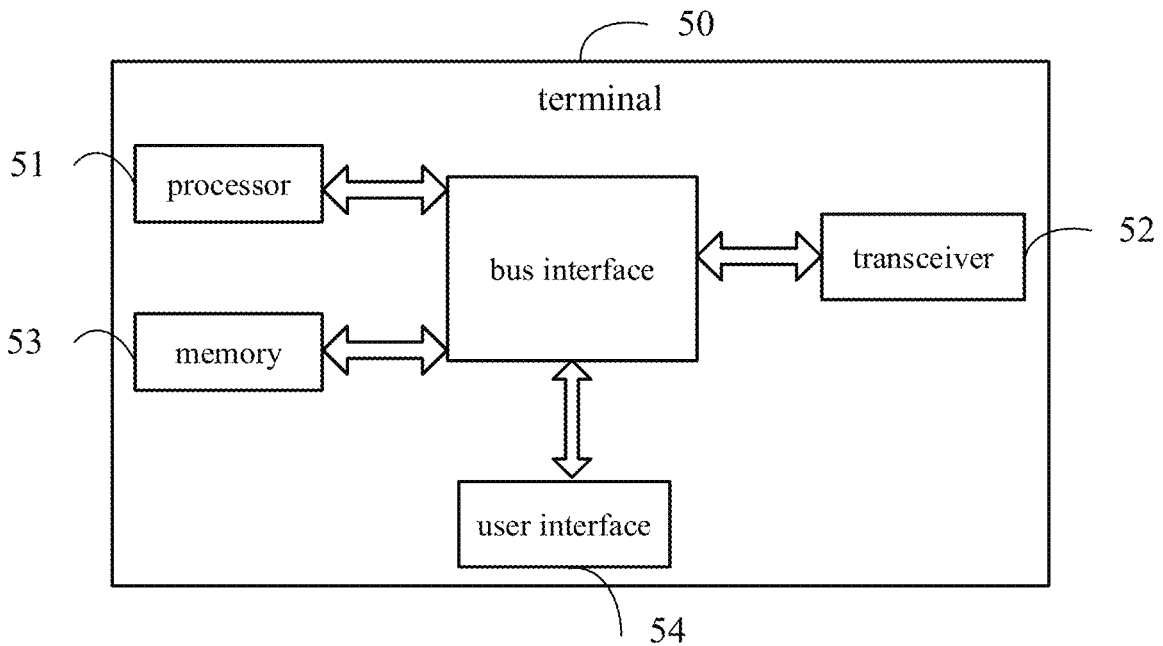 50
terminal
51
processor
bus interface
transceiver
52
53
memory
user interface
54